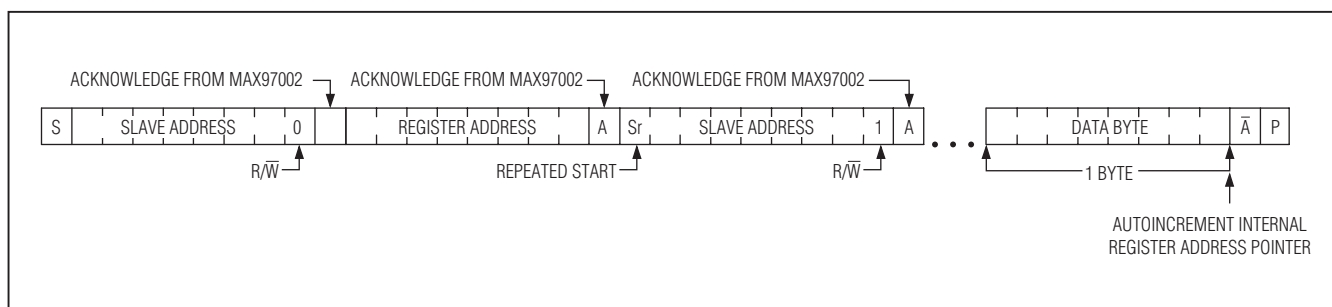 ACKNOWLEDGE FROM MAX97002 ACKNOWLEDGE FROM MAX97002 ACKNOWLEDGE FROM MAX97002
S SLAVE ADDRESS 0 REGISTER ADDRESS A Sr SLAVE ADDRESS 1 A ... DATA BYTE A̅ P
R/W̅ REPEATED START R/W̅ 1 BYTE
AUTOINCREMENT INTERNAL
REGISTER ADDRESS POINTER